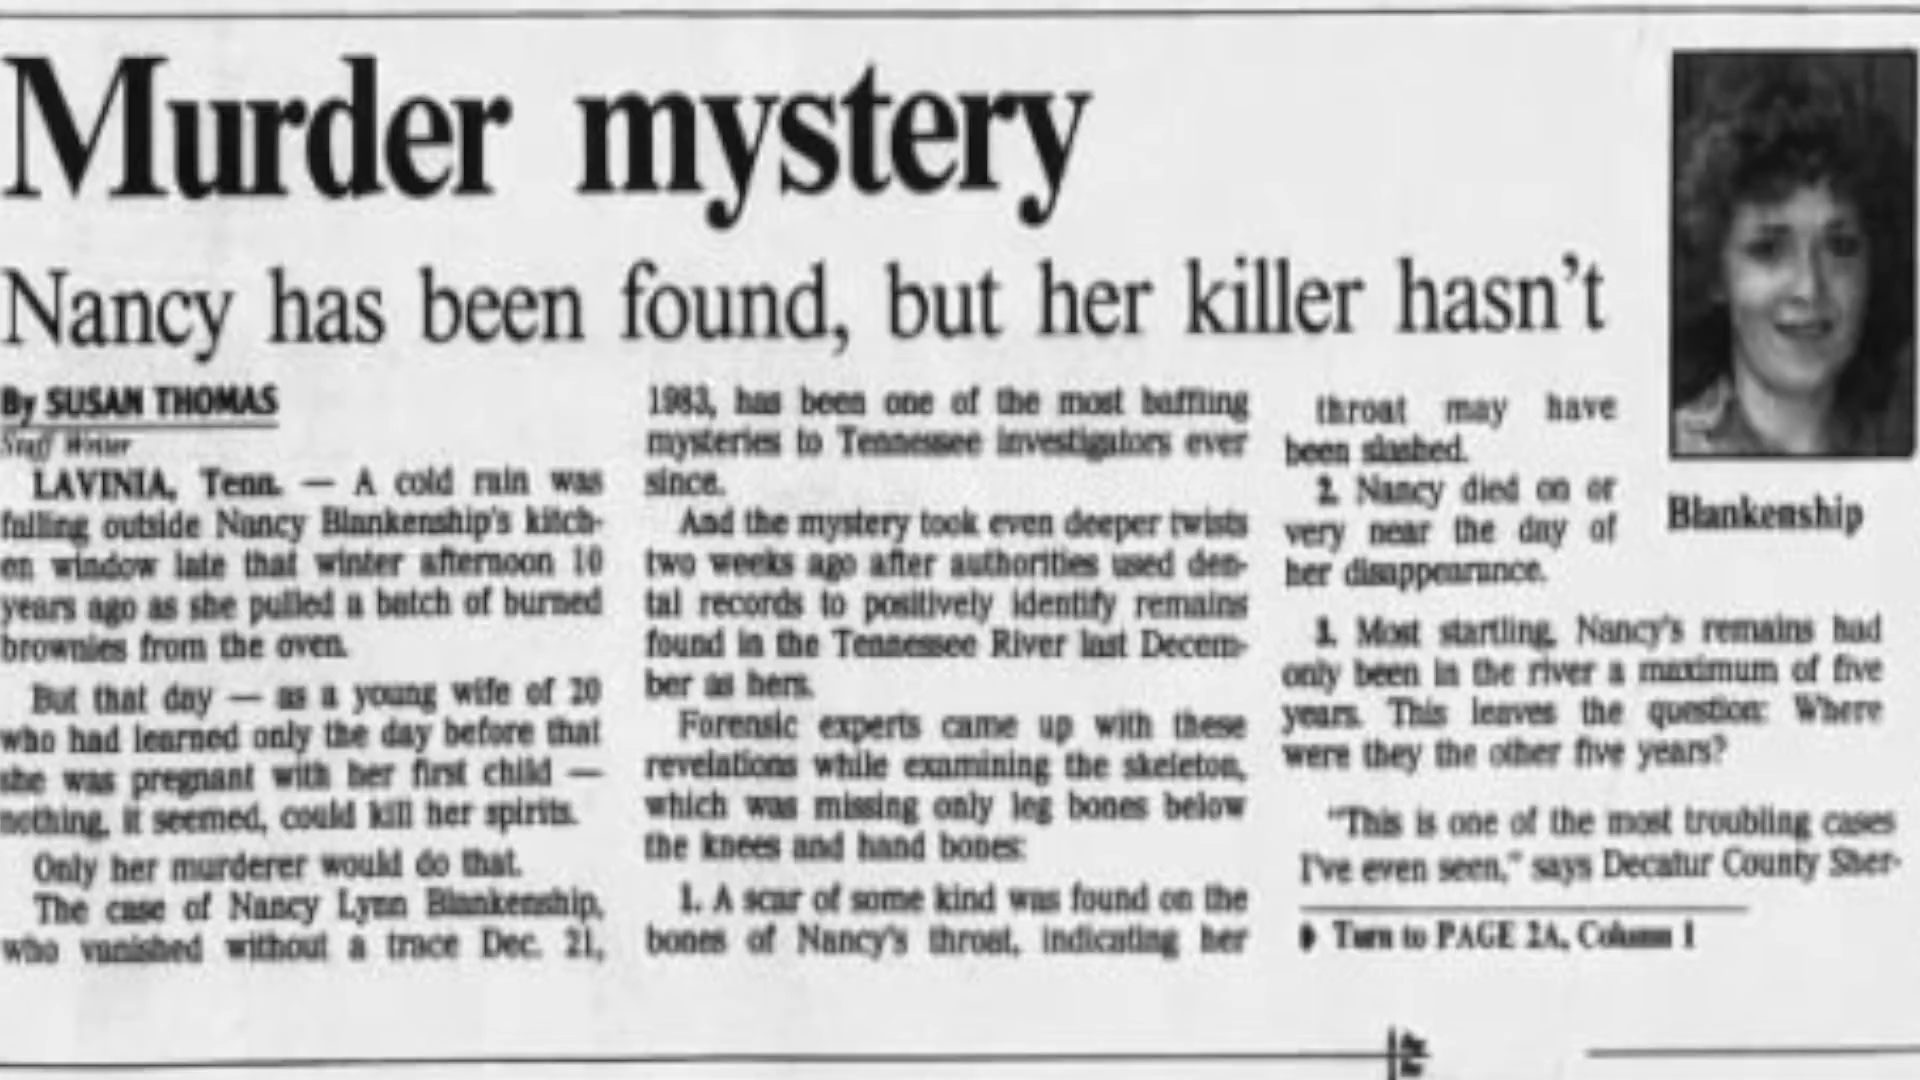 Murder mystery
Nancy has been found, but her killer hasn't
By SUSAN THOMAS
Staff Writer
LAVINIA, Tenn. — A cold rain was
falling outside Nancy Blankenship's kitch-
en window late that winter afternoon 10
years ago as she pulled a batch of burned
brownies from the oven.
But that day — as a young wife of 20
who had learned only the day before that
she was pregnant with her first child —
nothing, it seemed, could kill her spirits.
Only her murderer would do that.
The case of Nancy Lynn Blankenship,
who vanished without a trace Dec. 21,
1983, has been one of the most baffling
mysteries to Tennessee investigators ever
since.
And the mystery took even deeper twists
two weeks ago after authorities used den-
tal records to positively identify remains
found in the Tennessee River last Decem-
ber as hers.
Forensic experts came up with these
revelations while examining the skeleton,
which was missing only leg bones below
the knees and hand bones:
1. A scar of some kind was found on the
bones of Nancy's throat, indicating her
throat may have
been slashed.
2. Nancy died on or
very near the day of
her disappearance.
3. Most startling, Nancy's remains had
only been in the river a maximum of five
years. This leaves the question: Where
were they the other five years?
"This is one of the most troubling cases
I've even seen," says Decatur County Sher-
Turn to PAGE 2A, Column 1
Blankenship